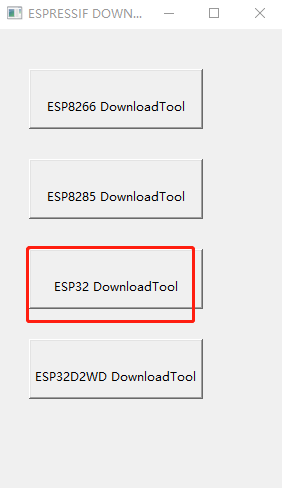 ESPRESSIF DOWN...
ESP8266 DownloadTool
ESP8285 DownloadTool
ESP32 DownloadTool
ESP32D2WD DownloadTool